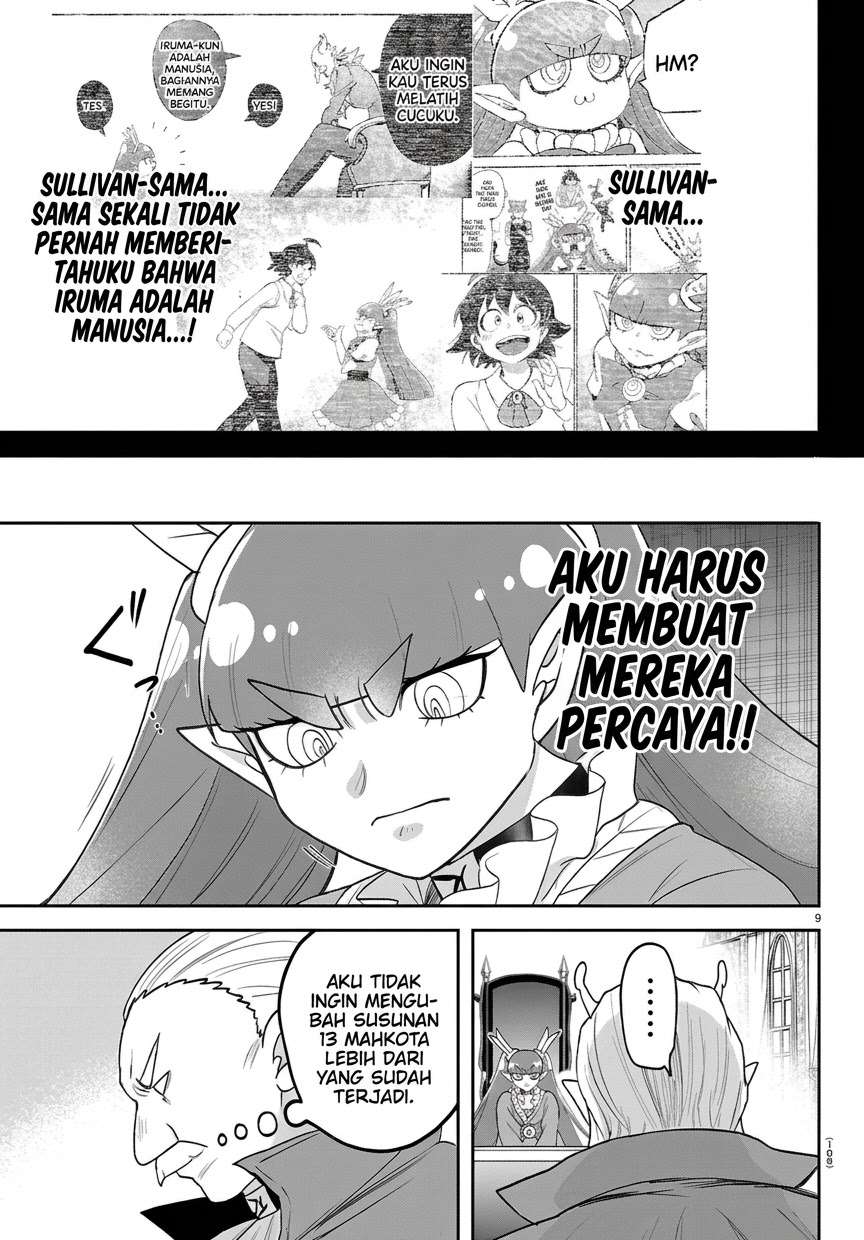 HM?
AKU INGIN
KAU TERUS
MELATIH
CUCUKU.
IRUMA-KUN
ADALAH
MANUSIA,
BAGIANNYA
MEMANG
BEGITU.
YES!
TES-
SULLIVAN-
SAMA...
SULLIVAN-SAMA...
SAMA SEKALI TIDAK
PERNAH MEMBERI-
TAHUKU BAHWA
IRUMA ADALAH
MANUSIA...!
AKU HARUS
MEMBUAT
MEREKA
PERCAYA!!
ぐ
9
......
AKU TIDAK
INGIN MENGU-
BAH SUSUNAN
13 MAHKOTA
LEBIH DARI
YANG SUDAH
TERJADI.
(100)